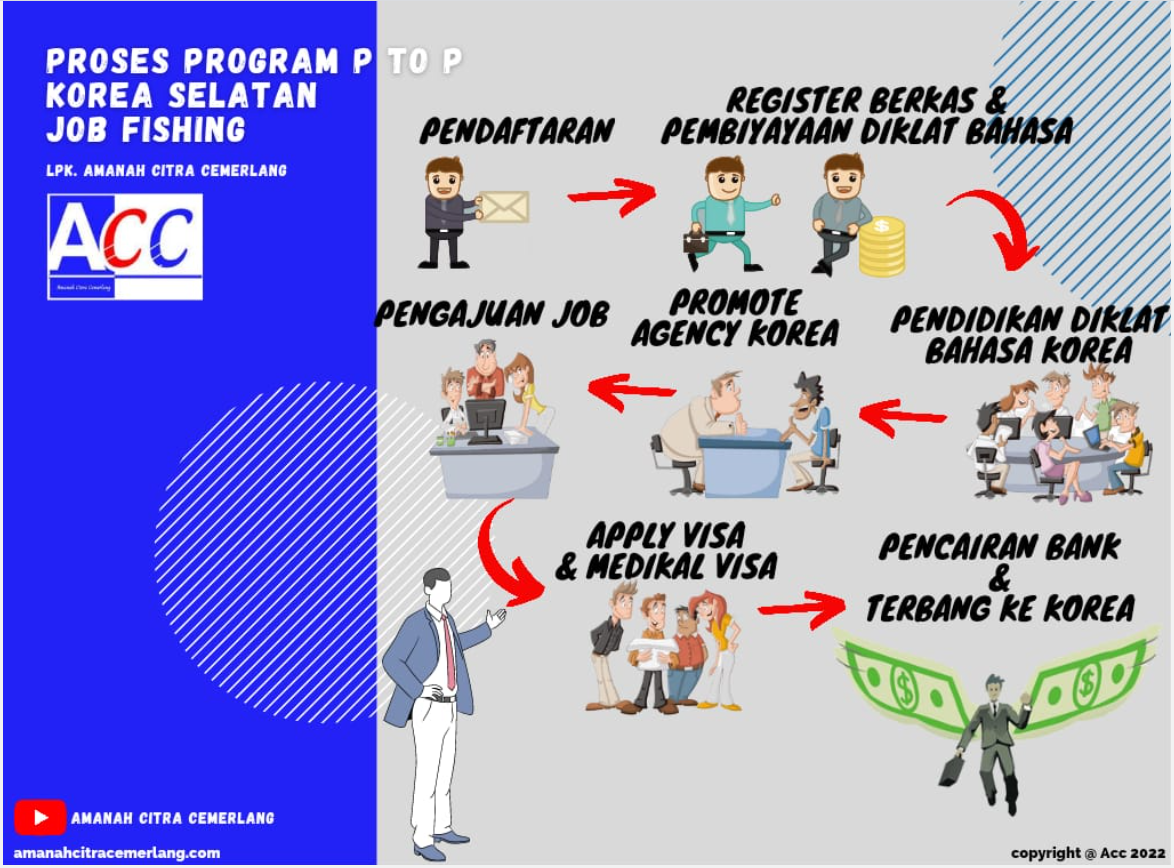 PROSES PROGRAM P TO P
KOREA SELATAN
JOB FISHING
LPK. AMANAH CITRA CEMERLANG
ACC
Amanah Citra Cemerlang
PENDAFTARAN
REGISTER BERKAS &
PEMBIYAYAAN DIKLAT BAHASA
PENDIDIKAN DIKLAT
BAHASA KOREA
PROMOTE
AGENCY KOREA
PENGAJUAN JOB
APPLY VISA
& MEDIKAL VISA
PENCAIRAN BANK
&
TERBANG KE KOREA
AMANAH CITRA CEMERLANG
amanahcitracemerlang.com
copyright @ Acc 2022